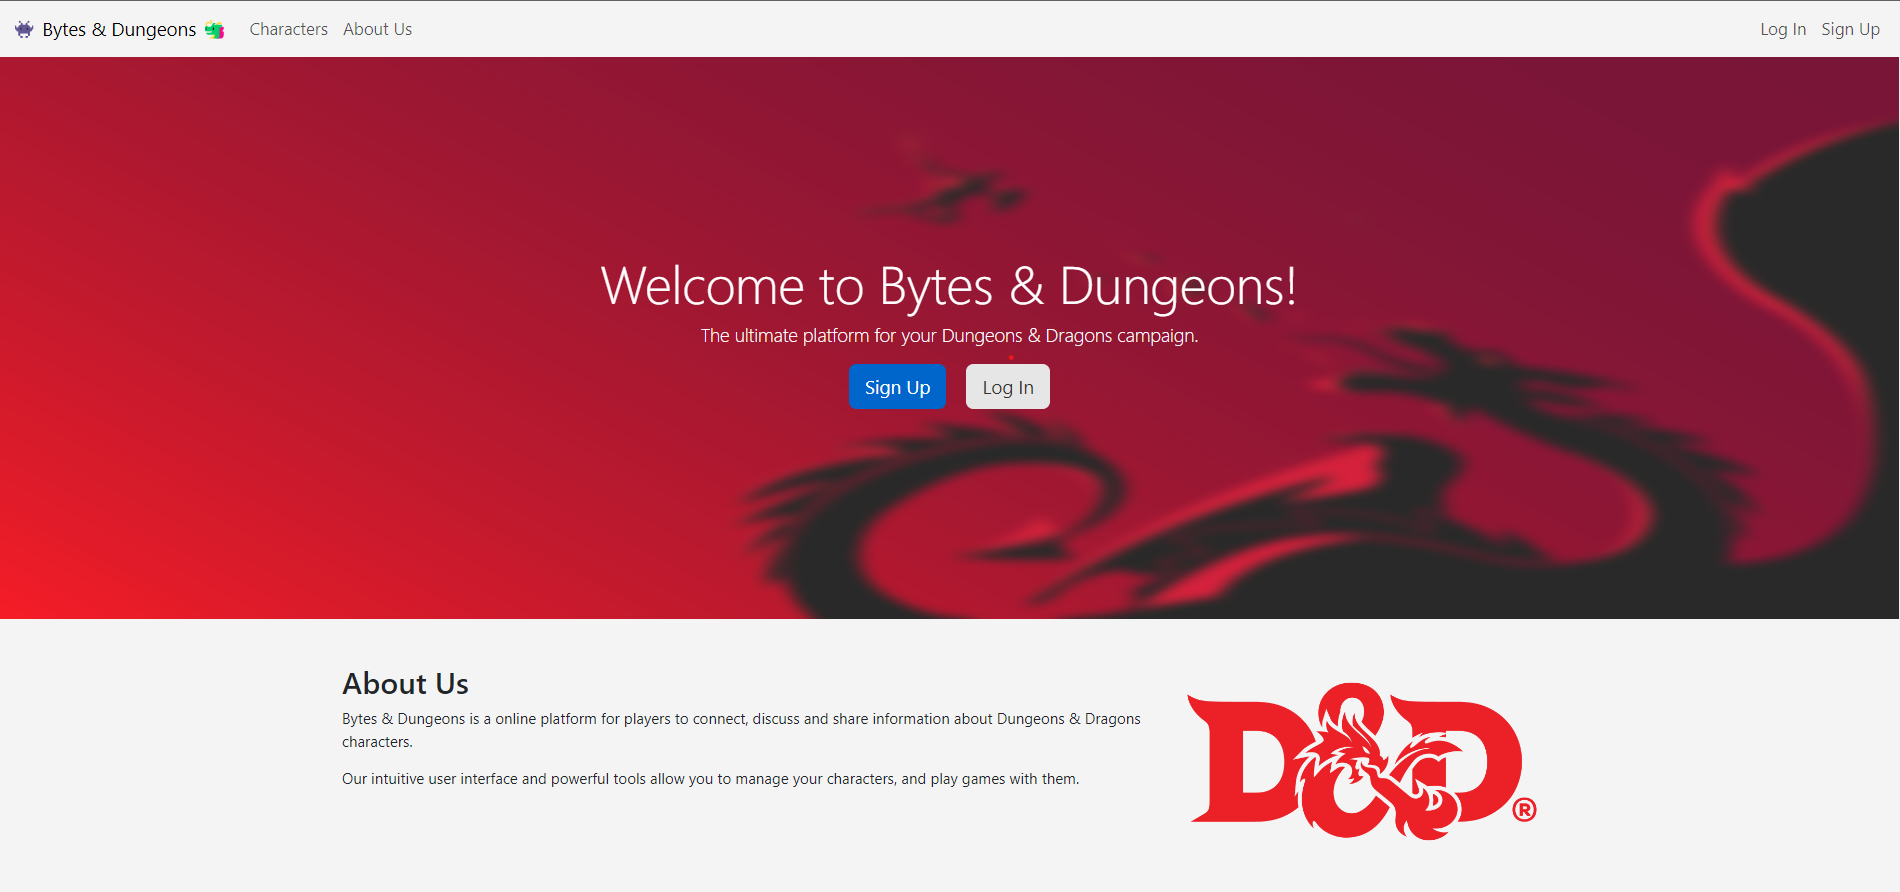 Bytes & Dungeons
Characters
About Us
Log In
Sign Up
Welcome to Bytes & Dungeons!
The ultimate platform for your Dungeons & Dragons campaign.
Sign Up
Log In
About Us
Bytes & Dungeons is a online platform for players to connect, discuss and share information about Dungeons & Dragons
characters.
Our intuitive user interface and powerful tools allow you to manage your characters, and play games with them.
D&D®